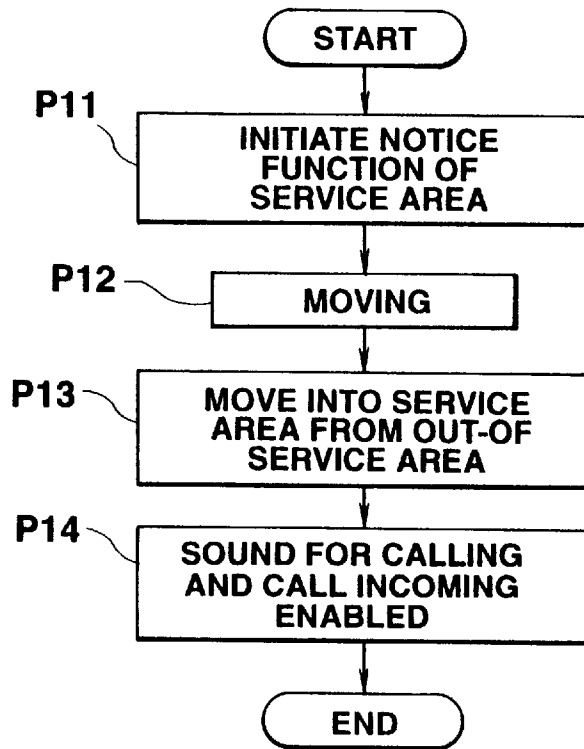 START
P11
INITIATE NOTICE
FUNCTION OF
SERVICE AREA
P12
MOVING
P13
MOVE INTO SERVICE
AREA FROM OUT-OF
SERVICE AREA
P14
SOUND FOR CALLING
AND CALL INCOMING
ENABLED
END